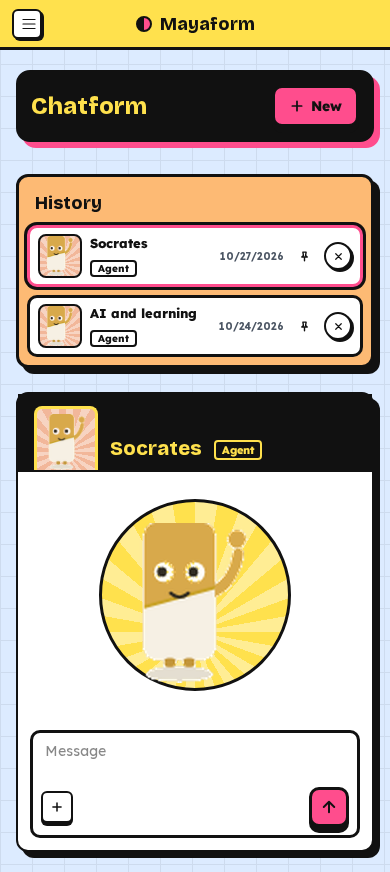 Mayaform
Chatform
New
History
Socrates
10/27/2026
Agent
AI and learning
10/24/2026
Agent
Socrates
Agent
Message